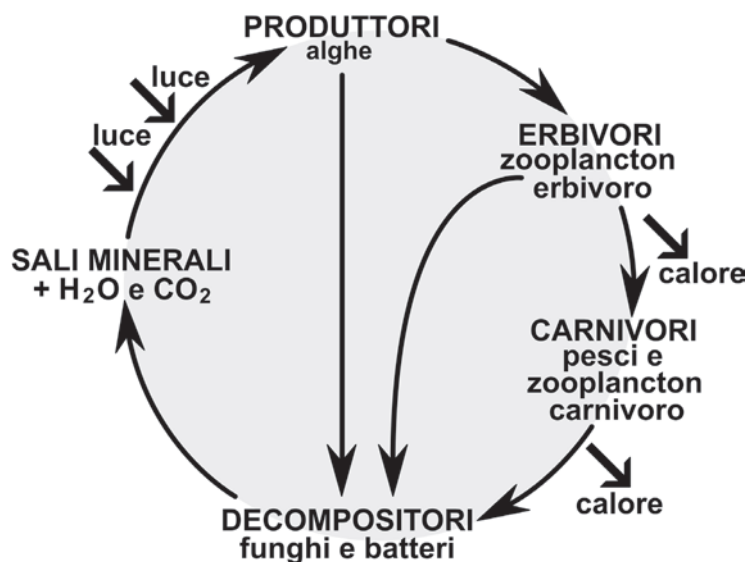 PRODUTTORI
alghe
luce
luce
ERBIVORI
zooplancton
erbivoro
calore
SALI MINERALI
+ H₂O e CO₂
CARNIVORI
pesci e
zooplancton
carnivoro
calore
DECOMPOSITORI
funghi e batteri